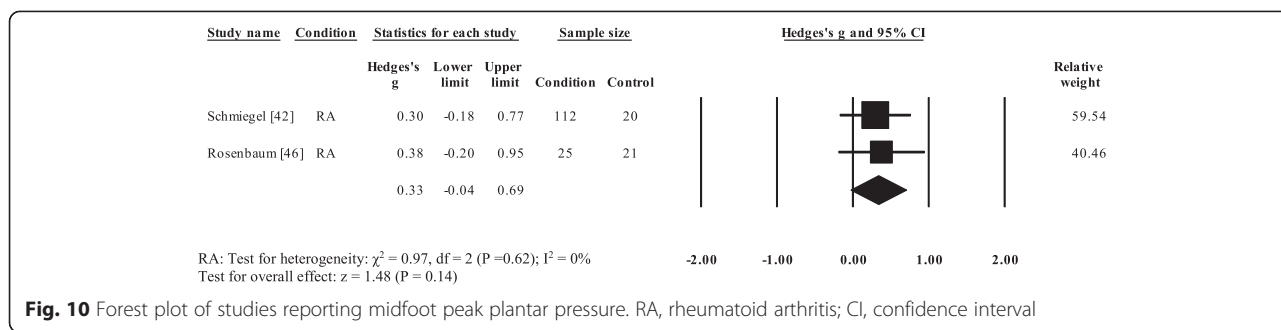 Study name Condition Statistics for each study Sample size Hedges's g and 95% CI
Hedges's g Lower limit Upper limit Condition Control Relative weight
Schmiegel [42] RA 0.30 -0.18 0.77 112 20 59.54
Rosenbaum [46] RA 0.38 -0.20 0.95 25 21 40.46
0.33 -0.04 0.69
RA: Test for heterogeneity: χ² = 0.97, df = 2 (P =0.62); I² = 0%
-2.00 -1.00 0.00 1.00 2.00
Test for overall effect: z = 1.48 (P = 0.14)
Fig. 10 Forest plot of studies reporting midfoot peak plantar pressure. RA, rheumatoid arthritis; CI, confidence interval